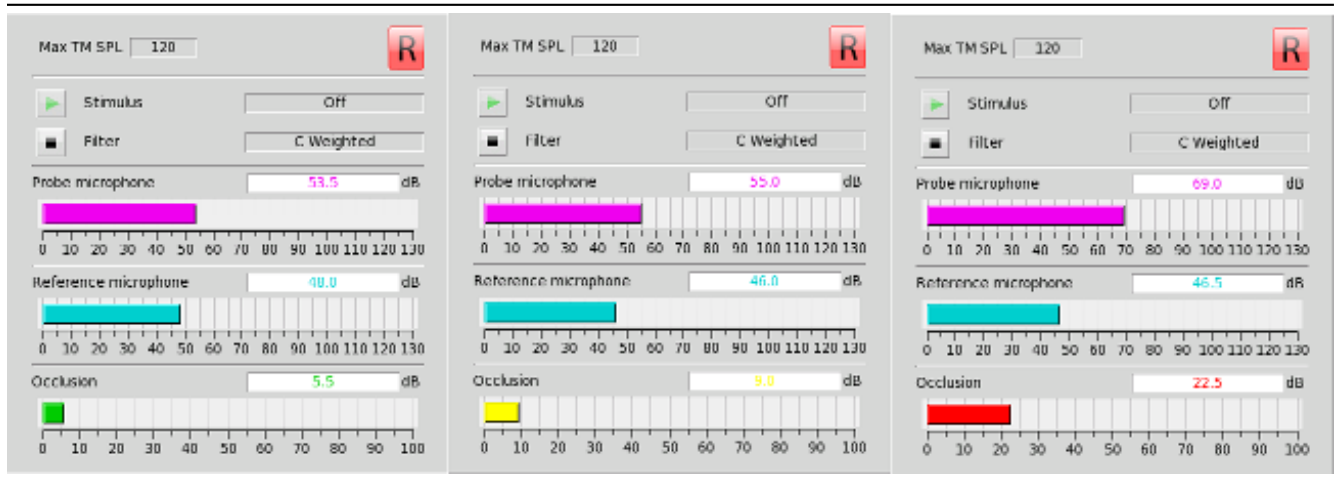 Max TM SPL 120 R
Stimulus Off
Filter C Weighted
Probe microphone 53.5 dB
0 10 20 30 40 50 60 70 80 90 100 110 120 130
Reference microphone 48.0 dB
0 10 20 30 40 50 60 70 80 90 100 110 120 130
Occlusion 5.5 dB
0 10 20 30 40 50 60 70 80 90 100
Max TM SPL 120 R
Stimulus Off
Filter C Weighted
Probe microphone 55.0 dB
0 10 20 30 40 50 60 70 80 90 100 110 120 130
Reference microphone 46.0 dB
0 10 20 30 40 50 60 70 80 90 100 110 120 130
Occlusion 9.0 dB
0 10 20 30 40 50 60 70 80 90 100
Max TM SPL 120 R
Stimulus Off
Filter C Weighted
Probe microphone 69.0 dB
0 10 20 30 40 50 60 70 80 90 100 110 120 130
Reference microphone 46.5 dB
0 10 20 30 40 50 60 70 80 90 100 110 120 130
Occlusion 22.5 dB
0 10 20 30 40 50 60 70 80 90 100